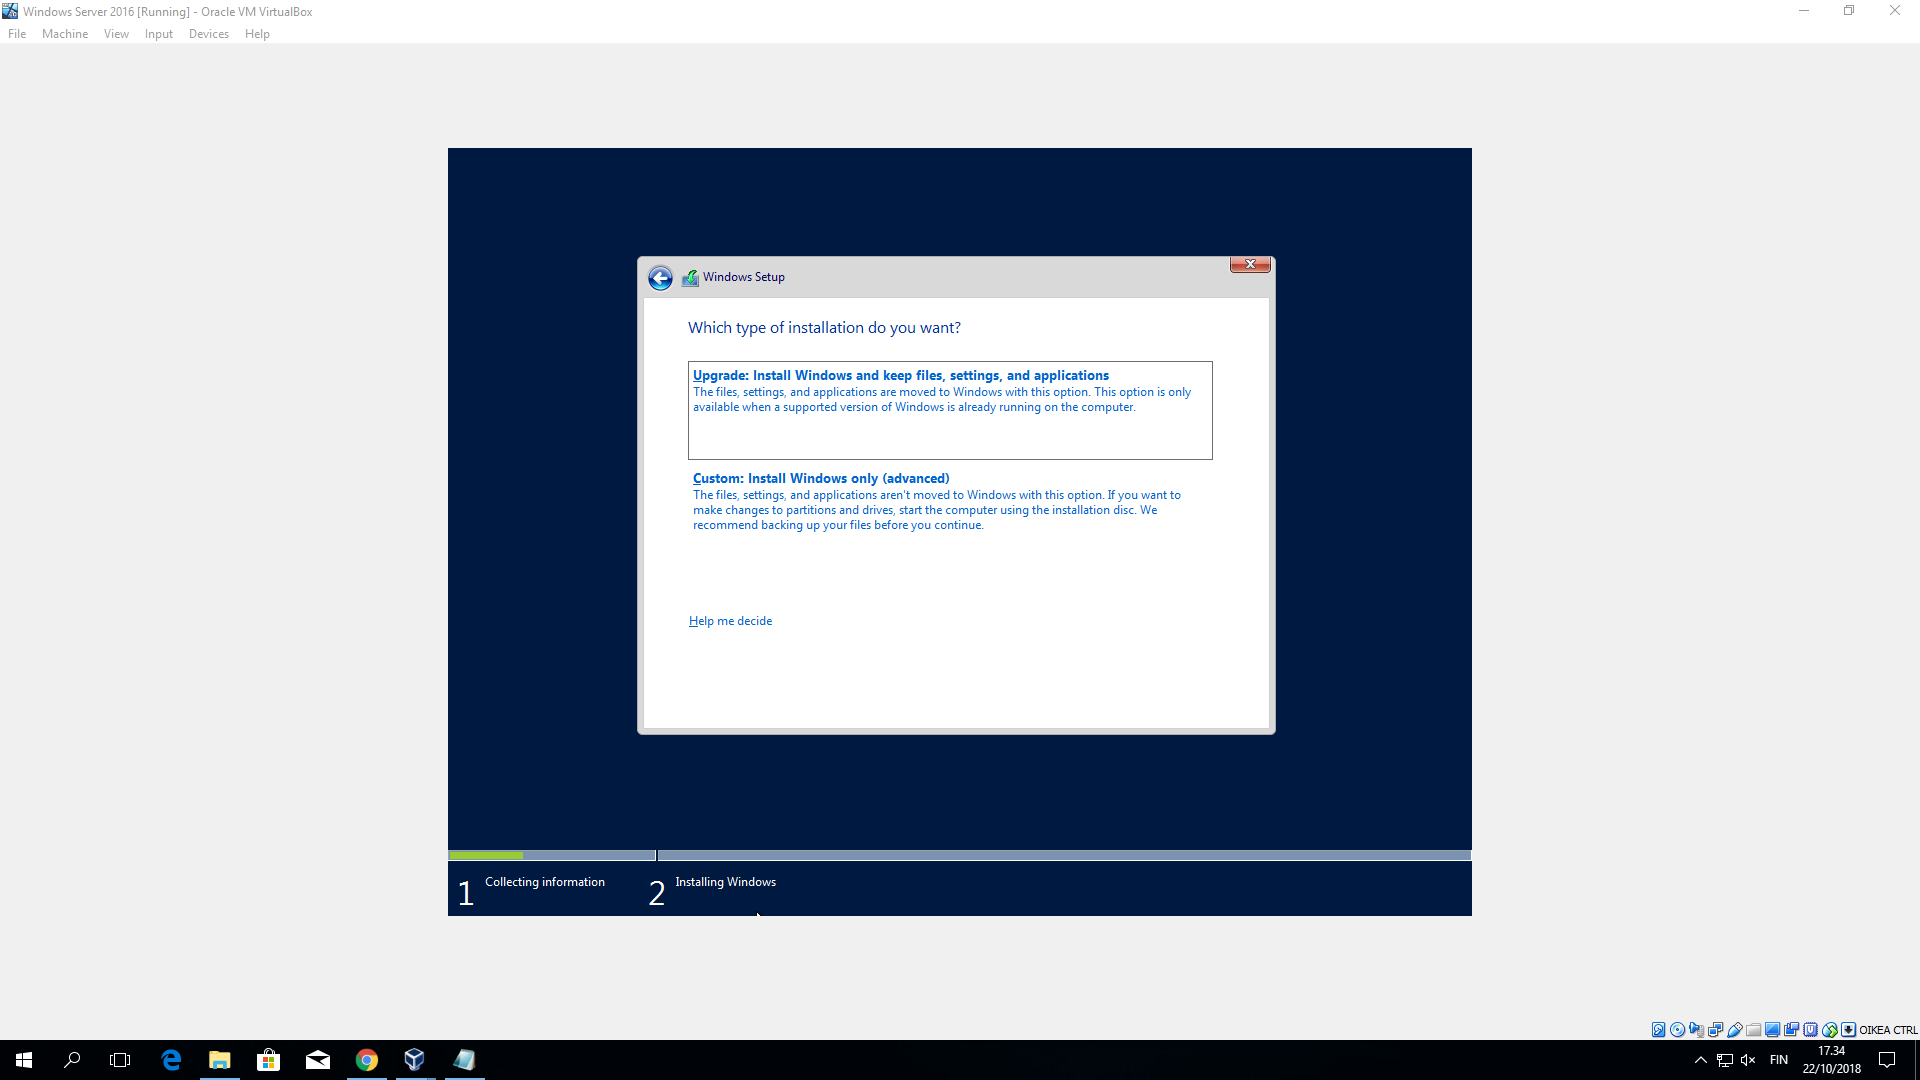 Windows Server 2016 [Running] - Oracle VM VirtualBox
File Machine View Input Devices Help
Windows Setup
Which type of installation do you want?
Upgrade: Install Windows and keep files, settings, and applications
The files, settings, and applications are moved to Windows with this option. This option is only
available when a supported version of Windows is already running on the computer.
Custom: Install Windows only (advanced)
The files, settings, and applications aren't moved to Windows with this option. If you want to
make changes to partitions and drives, start the computer using the installation disc. We
recommend backing up your files before you continue.
Help me decide
1 Collecting information 2 Installing Windows
OIKEA CTRL
FIN
17.34
22/10/2018